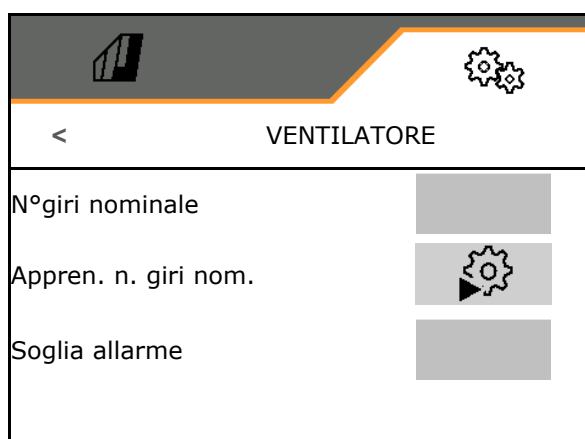 < VENTILATORE
N°giri nominale
Appren. n. giri nom.
Soglia allarme